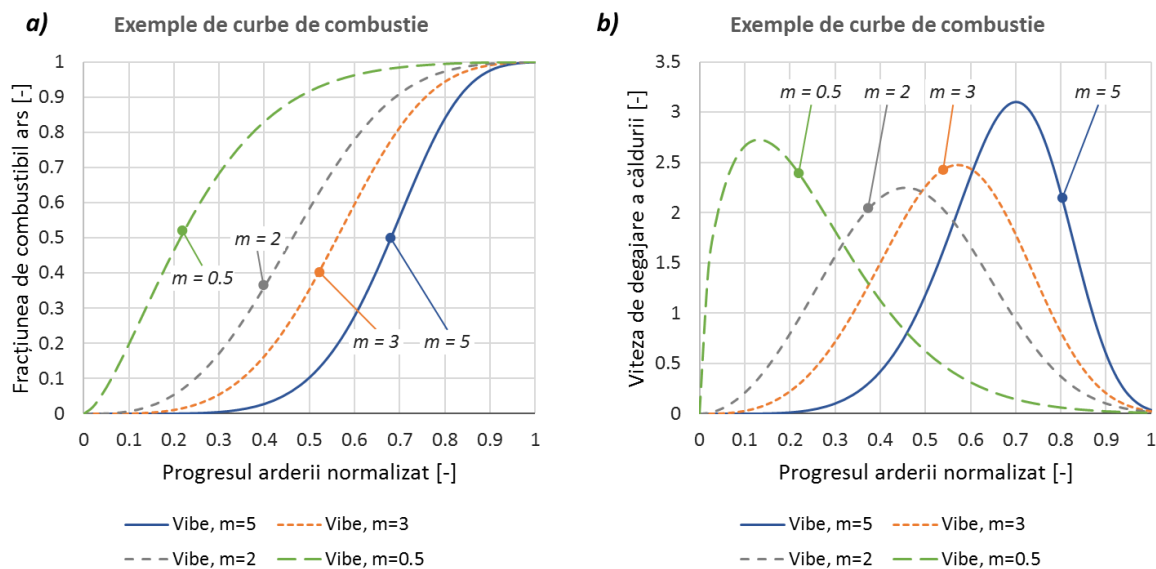 a)
Exemple de curbe de combustie
Fracțiunea de combustibil ars [-]
1
0.9
0.8
0.7
0.6
0.5
0.4
0.3
0.2
0.1
0
m = 0.5
m = 2
m = 3
m = 5
0 0.1 0.2 0.3 0.4 0.5 0.6 0.7 0.8 0.9 1
Progresul arderii normalizat [-]
Vibe, m=5 Vibe, m=3
Vibe, m=2 Vibe, m=0.5
b)
Exemple de curbe de combustie
Viteza de degajare a căldurii [-]
3.5
3
2.5
2
1.5
1
0.5
0
m = 0.5 m = 2 m = 3 m = 5
0 0.1 0.2 0.3 0.4 0.5 0.6 0.7 0.8 0.9 1
Progresul arderii normalizat [-]
Vibe, m=5 Vibe, m=3
Vibe, m=2 Vibe, m=0.5